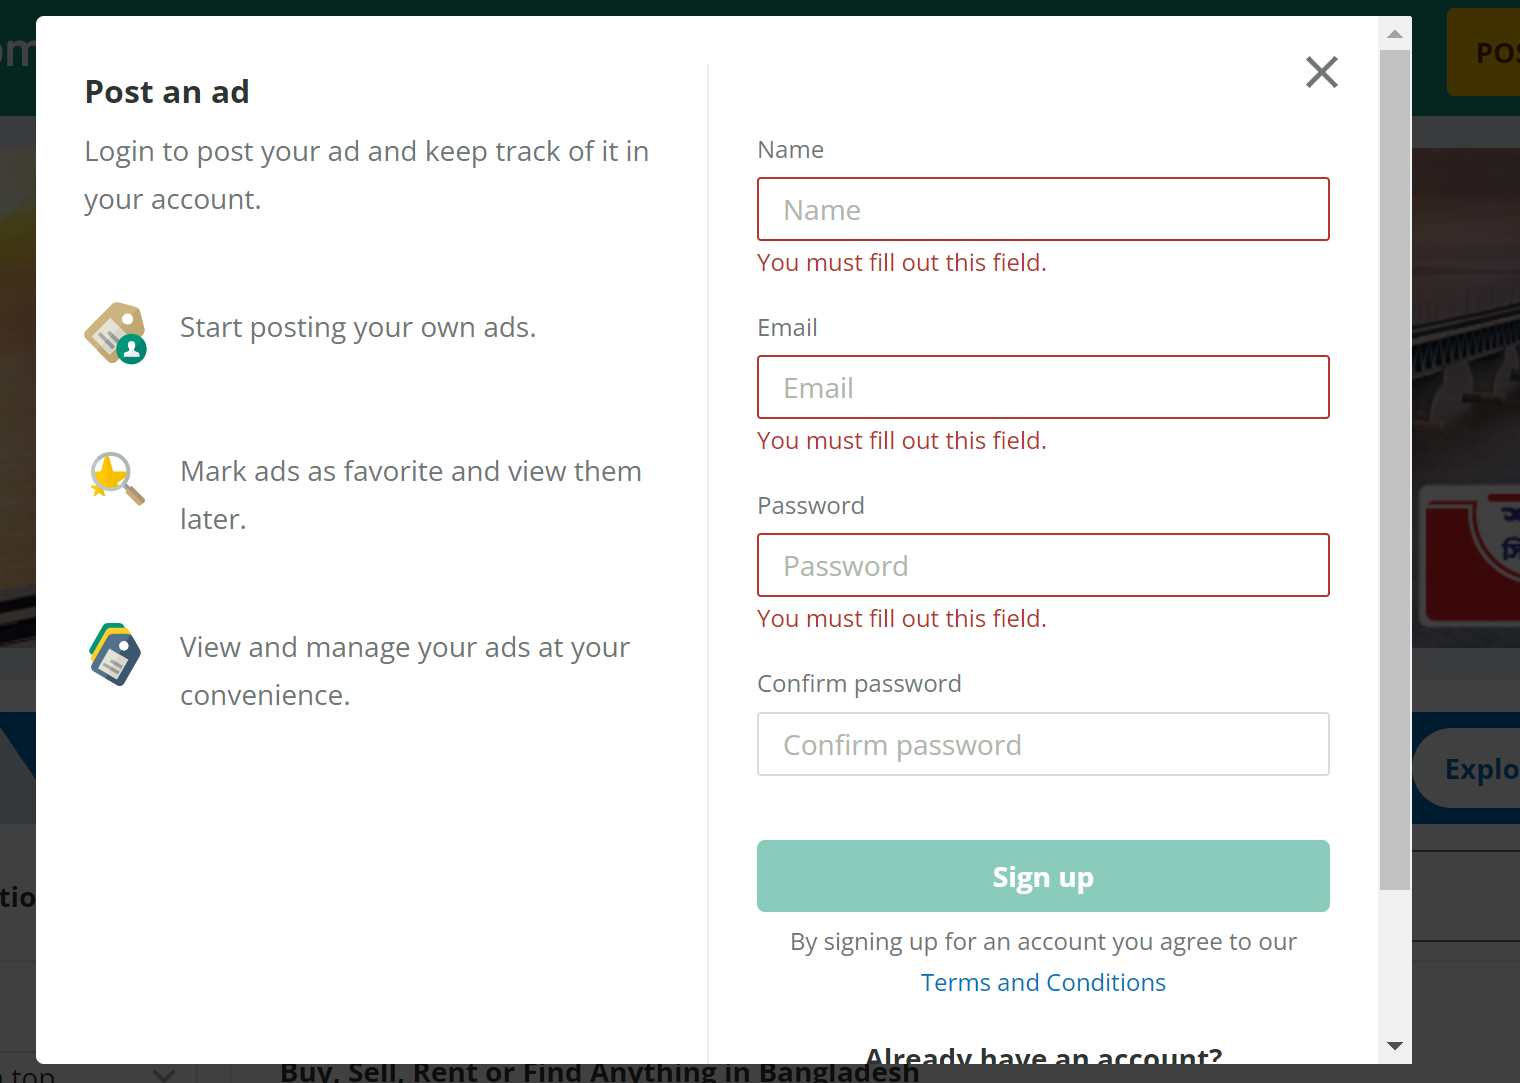 Post an ad
Login to post your ad and keep track of it in
your account.
Start posting your own ads.
Mark ads as favorite and view them
later.
View and manage your ads at your
convenience.
Name
Name
You must fill out this field.
Email
Email
You must fill out this field.
Password
Password
You must fill out this field.
Confirm password
Confirm password
Sign up
By signing up for an account you agree to our
Terms and Conditions
Already have an account?
Explo
top
Buy, Sell, Rent or Find Anything in Bangladesh